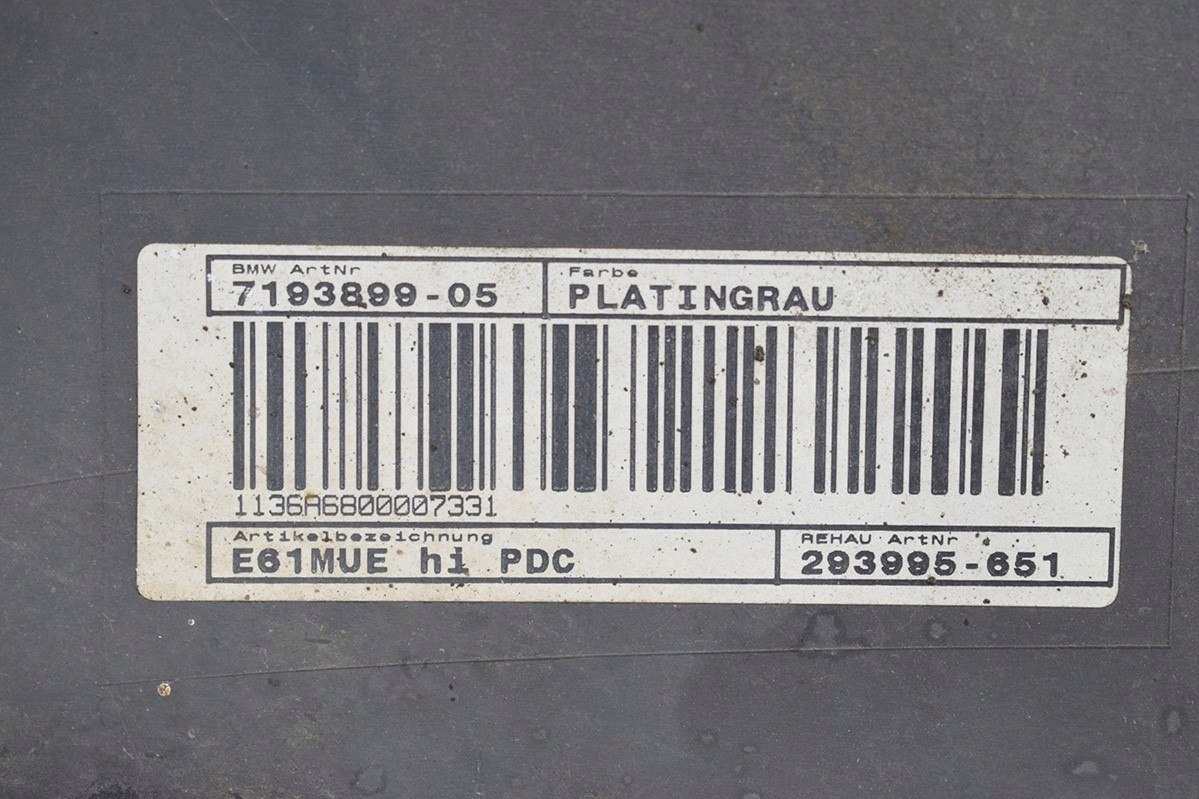 BMW ArtNr
7193899-05
Farbe
PLATINGRAU
1136A6800007331
Artikelbezeichnung
E61MUE hi PDC
REHAU ArtNr
293995-651